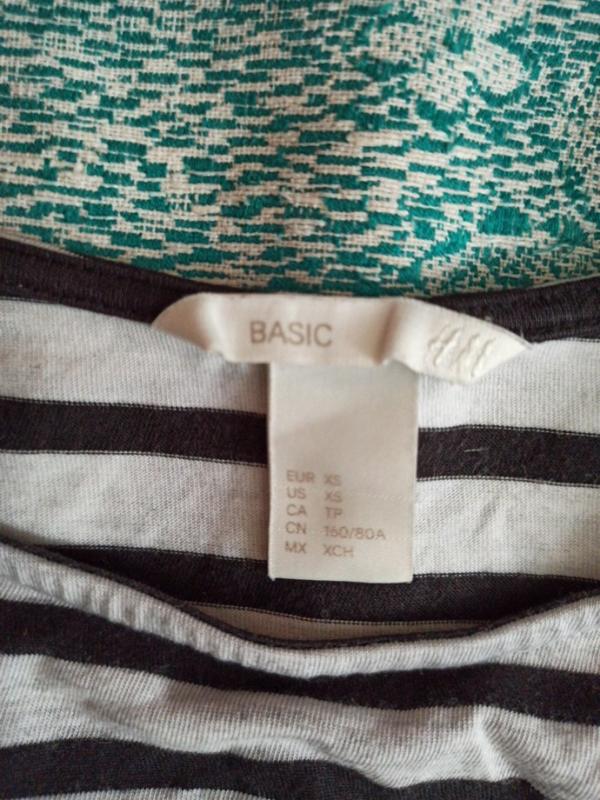 BASIC
H&M
EUR XS
US XS
CA TP
CN 160/80A
MX XCH